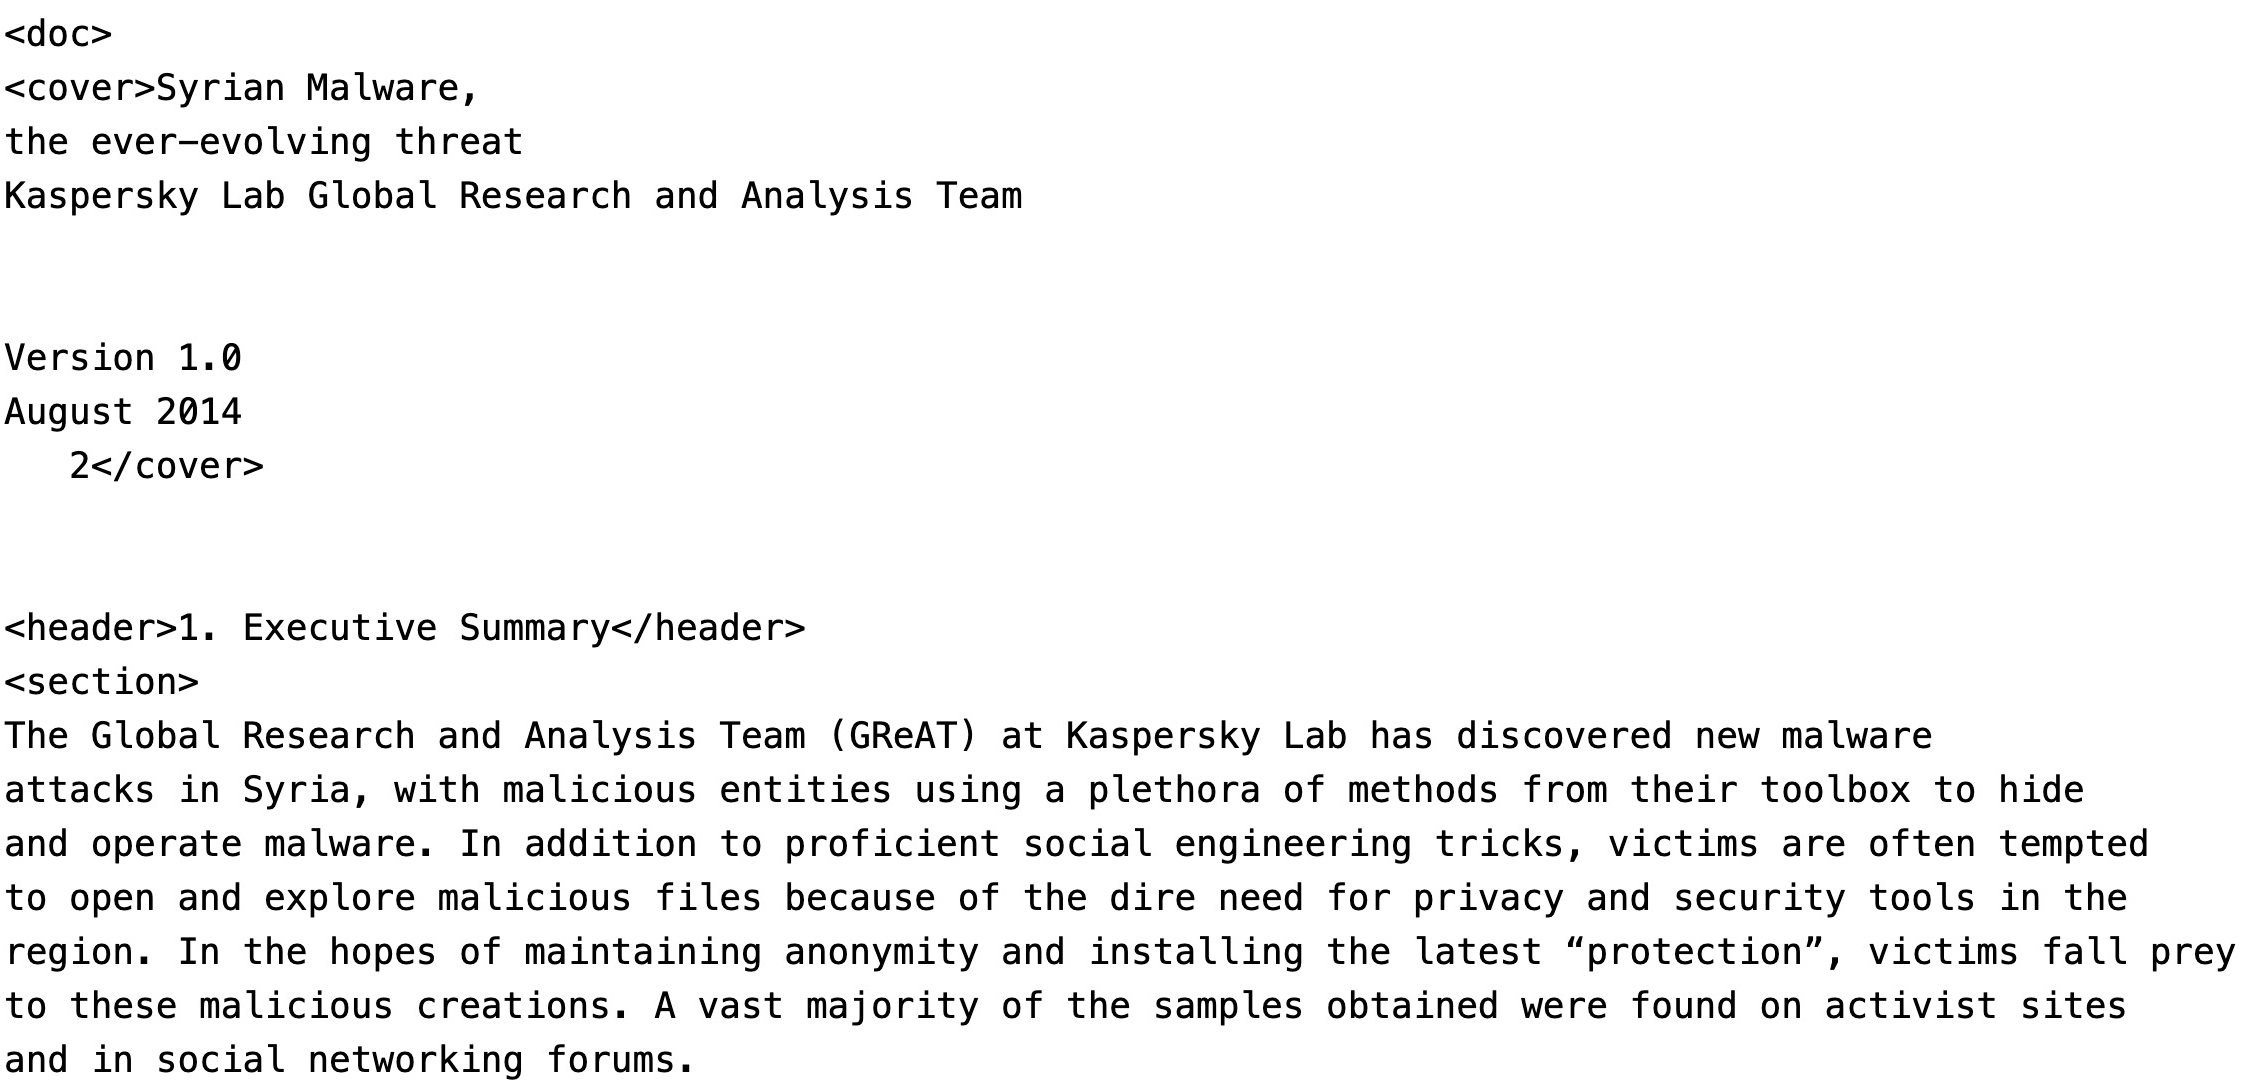 <doc>
<cover>Syrian Malware,
the ever-evolving threat
Kaspersky Lab Global Research and Analysis Team
Version 1.0
August 2014
2</cover>
<header>1. Executive Summary</header>
<section>
The Global Research and Analysis Team (GReAT) at Kaspersky Lab has discovered new malware
attacks in Syria, with malicious entities using a plethora of methods from their toolbox to hide
and operate malware. In addition to proficient social engineering tricks, victims are often tempted
to open and explore malicious files because of the dire need for privacy and security tools in the
region. In the hopes of maintaining anonymity and installing the latest “protection”, victims fall prey
to these malicious creations. A vast majority of the samples obtained were found on activist sites
and in social networking forums.